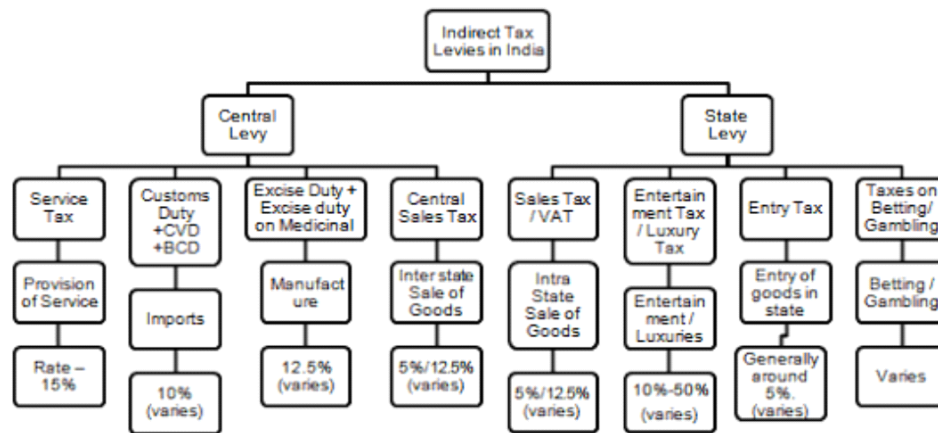 Indirect Tax
Levies in India
Central
Levy
State
Levy
Service
Tax
Customs
Duty
+CVD
+BCD
Excise Duty +
Excise duty
on Medicinal
Central
Sales Tax
Sales Tax
/ VAT
Entertain
ment Tax
/ Luxury
Tax
Entry Tax
Taxes on
Betting/
Gambling
Provision
of Service
Imports
Manufact
ure
Inter state
Sale of
Goods
Intra
State
Sale of
Goods
Entertain
ment /
Luxuries
Entry of
goods in
state
Betting /
Gambling
Rate –
15%
10%
(varies)
12.5%
(varies)
5%/12.5%
(varies)
5%/12.5%
(varies)
10%-50%
(varies)
Generally
around
5%.
(varies)
Varies